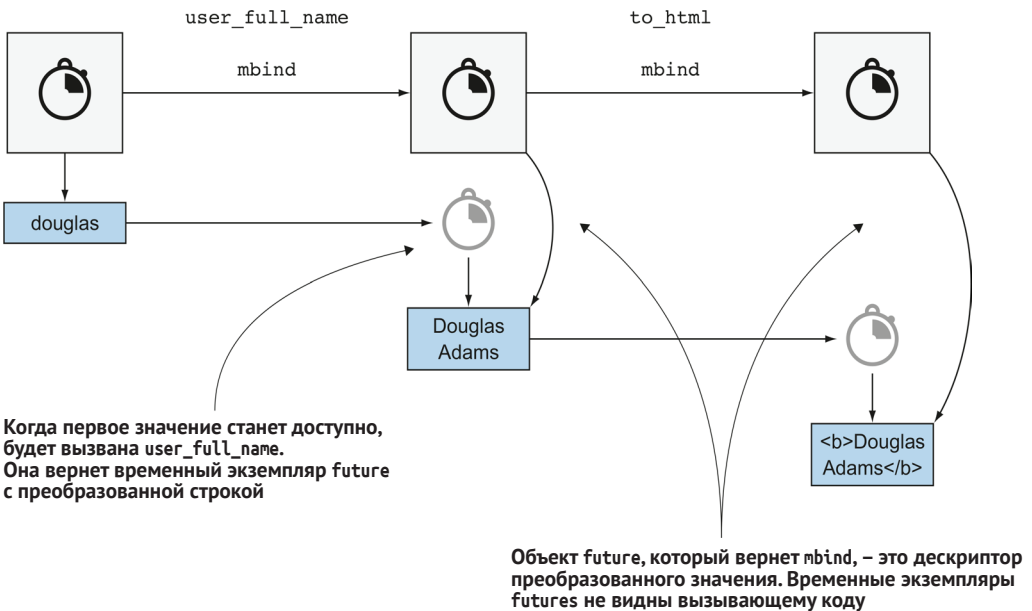 user_full_name
to_html
mbind
mbind
douglas
Douglas
Adams
<b>Douglas
Adams</b>
Когда первое значение станет доступно,
будет вызвана user_full_name.
Она вернет временный экземпляр future
с преобразованной строкой
Объект future, который вернет mbind, – это дескриптор
преобразованного значения. Временные экземпляры
futures не видны вызывающему коду